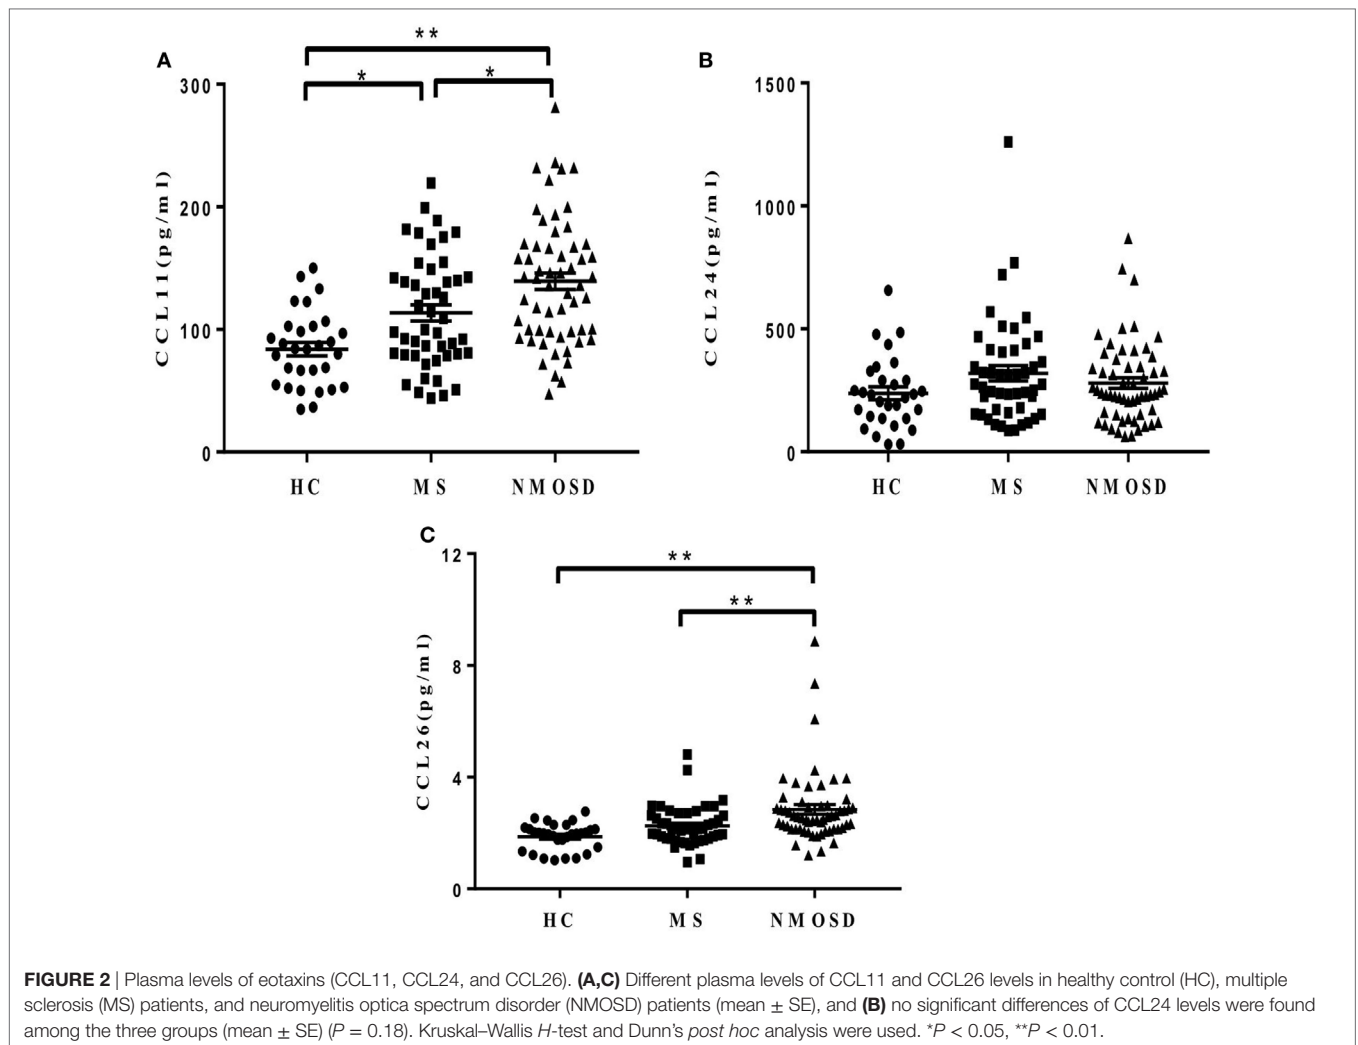 **
A
B
*
*
300
200
100
0
CCL11(pg/ml)
HC MS NMOSD
1500
1000
500
0
CCL24(pg/ml)
HC MS NMOSD
C
**
**
12
8
4
0
CCL26(pg/ml)
HC MS NMOSD
FIGURE 2 | Plasma levels of eotaxins (CCL11, CCL24, and CCL26). (A,C) Different plasma levels of CCL11 and CCL26 levels in healthy control (HC), multiple
sclerosis (MS) patients, and neuromyelitis optica spectrum disorder (NMOSD) patients (mean ± SE), and (B) no significant differences of CCL24 levels were found
among the three groups (mean ± SE) (P = 0.18). Kruskal–Wallis H-test and Dunn's post hoc analysis were used. *P < 0.05, **P < 0.01.